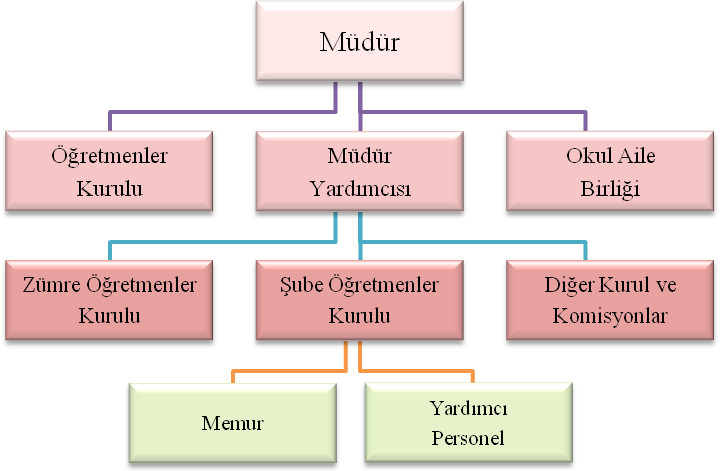 Müdür
Öğretmenler
Kurulu
Müdür
Yardımcısı
Okul Aile
Birliği
Zümre Öğretmenler
Kurulu
Şube Öğretmenler
Kurulu
Diğer Kurul ve
Komisyonlar
Memur
Yardımcı
Personel